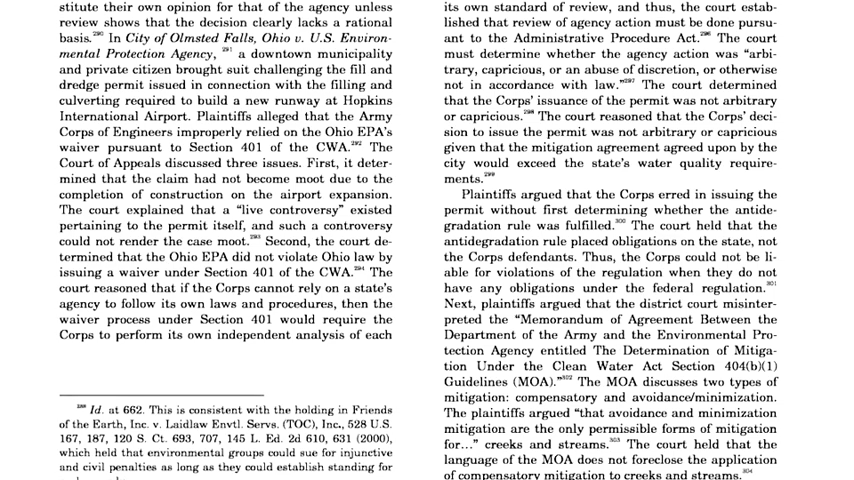 stitute their own opinion for that of the agency unless
review shows that the decision clearly lacks a rational
basis.²⁹⁰ In City of Olmsted Falls, Ohio v. U.S. Environ-
mental Protection Agency, ²⁹¹ a downtown municipality
and private citizen brought suit challenging the fill and
dredge permit issued in connection with the filling and
culverting required to build a new runway at Hopkins
International Airport. Plaintiffs alleged that the Army
Corps of Engineers improperly relied on the Ohio EPA's
waiver pursuant to Section 401 of the CWA.²⁹² The
Court of Appeals discussed three issues. First, it deter-
mined that the claim had not become moot due to the
completion of construction on the airport expansion.
The court explained that a “live controversy” existed
pertaining to the permit itself, and such a controversy
could not render the case moot.²⁹³ Second, the court de-
termined that the Ohio EPA did not violate Ohio law by
issuing a waiver under Section 401 of the CWA.²⁹⁴ The
court reasoned that if the Corps cannot rely on a state's
agency to follow its own laws and procedures, then the
waiver process under Section 401 would require the
Corps to perform its own independent analysis of each
Id. at 662. This is consistent with the holding in Friends
of the Earth, Inc. v. Laidlaw Envtl. Servs. (TOC), Inc., 528 U.S.
167, 187, 120 S. Ct. 693, 707, 145 L. Ed. 2d 610, 631 (2000),
which held that environmental groups could sue for injunctive
and civil penalties as long as they could establish standing for
its own standard of review, and thus, the court estab-
lished that review of agency action must be done pursu-
ant to the Administrative Procedure Act.²⁹⁶ The court
must determine whether the agency action was “arbi-
trary, capricious, or an abuse of discretion, or otherwise
not in accordance with law.”²⁹⁷ The court determined
that the Corps' issuance of the permit was not arbitrary
or capricious.²⁹⁸ The court reasoned that the Corps' deci-
sion to issue the permit was not arbitrary or capricious
given that the mitigation agreement agreed upon by the
city would exceed the state's water quality require-
ments.²⁹⁹
Plaintiffs argued that the Corps erred in issuing the
permit without first determining whether the antide-
gradation rule was fulfilled.³⁰⁰ The court held that the
antidegradation rule placed obligations on the state, not
the Corps defendants. Thus, the Corps could not be li-
able for violations of the regulation when they do not
have any obligations under the federal regulation.³⁰¹
Next, plaintiffs argued that the district court misinter-
preted the “Memorandum of Agreement Between the
Department of the Army and the Environmental Pro-
tection Agency entitled The Determination of Mitiga-
tion Under the Clean Water Act Section 404(b)(1)
Guidelines (MOA).”³⁰² The MOA discusses two types of
mitigation: compensatory and avoidance/minimization.
The plaintiffs argued “that avoidance and minimization
mitigation are the only permissible forms of mitigation
for...” creeks and streams.³⁰³ The court held that the
language of the MOA does not foreclose the application
of compensatory mitigation to creeks and streams.³⁰⁴